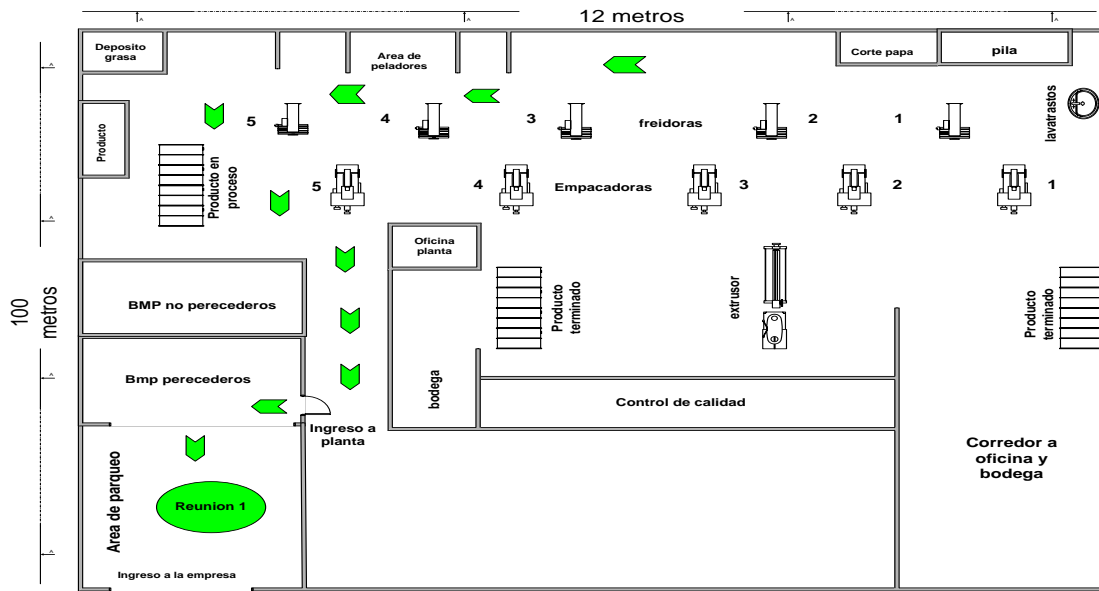 12 metros
Deposito
grasa
Area de
peladores
Corte papa
pila
5
4
3
freidoras
2
1
lavatrastos
Producto
Producto en
proceso
5
4
Empacadoras
3
2
1
Oficina
planta
100
metros
BMP no perecederos
Producto
terminado
extrusor
Producto
terminado
Bmp perecederos
bodega
Control de calidad
Ingreso a
planta
Corredor a
oficina y
bodega
Area de parqueo
Reunion 1
Ingreso a la empresa